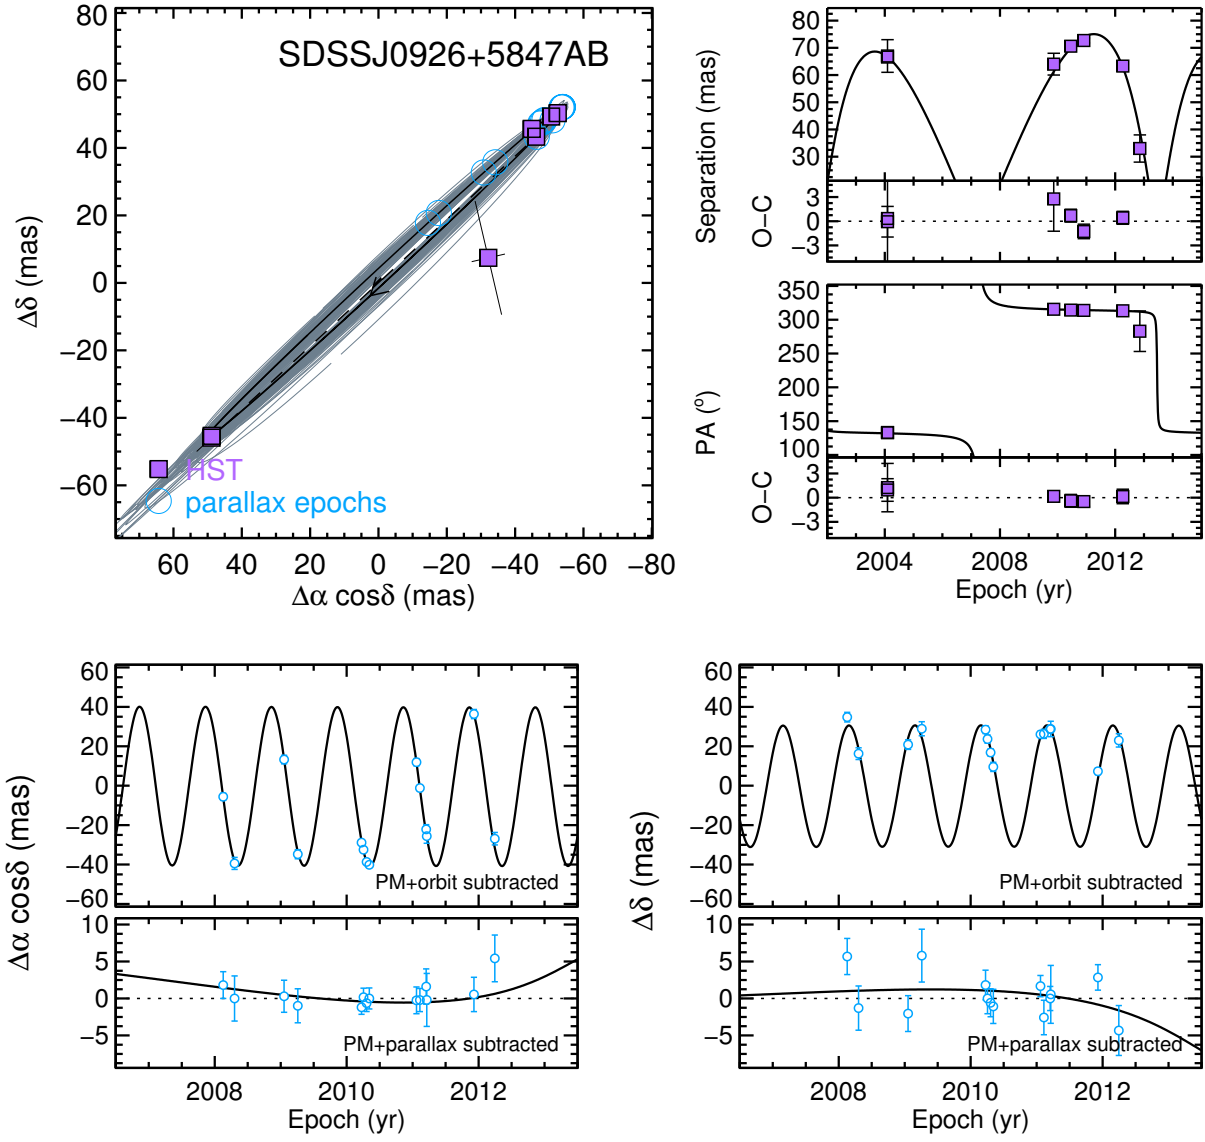 SDSSJ0926+5847AB
80
60
40
20
0
−20
−40
−60
Δδ (mas)
HST
parallax epochs
60 40 20 0 −20 −40 −60 −80
Δα cosδ (mas)
80
70
60
50
40
30
Separation (mas)
3
0
−3
O−C
350
300
250
200
150
100
PA (°)
3
0
−3
O−C
2004 2008 2012
Epoch (yr)
60
40
20
0
−20
−40
−60
PM+orbit subtracted
Δα cosδ (mas)
10
5
0
−5
PM+parallax subtracted
2008 2010 2012
Epoch (yr)
60
40
20
0
−20
−40
−60
PM+orbit subtracted
Δδ (mas)
10
5
0
−5
PM+parallax subtracted
2008 2010 2012
Epoch (yr)